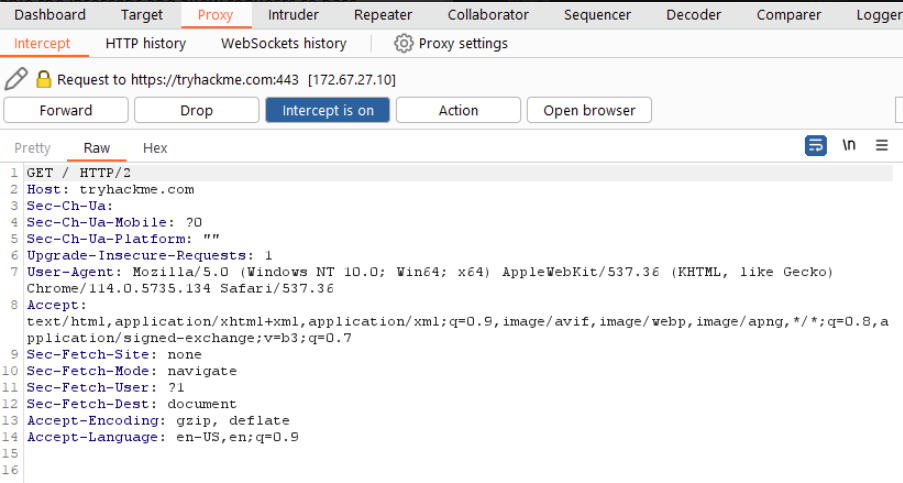 Dashboard Target Proxy Intruder Repeater Collaborator Sequencer Decoder Comparer Logger
Intercept HTTP history WebSockets history Proxy settings
Request to https://tryhackme.com:443 [172.67.27.10]
Forward Drop Intercept is on Action Open browser
Pretty Raw Hex \n
1 GET / HTTP/2
2 Host: tryhackme.com
3 Sec-Ch-Ua:
4 Sec-Ch-Ua-Mobile: ?0
5 Sec-Ch-Ua-Platform: ""
6 Upgrade-Insecure-Requests: 1
7 User-Agent: Mozilla/5.0 (Windows NT 10.0; Win64; x64) AppleWebKit/537.36 (KHTML, like Gecko)
Chrome/114.0.5735.134 Safari/537.36
8 Accept:
text/html,application/xhtml+xml,application/xml;q=0.9,image/avif,image/webp,image/apng,*/*;q=0.8,a
pplication/signed-exchange;v=b3;q=0.7
9 Sec-Fetch-Site: none
10 Sec-Fetch-Mode: navigate
11 Sec-Fetch-User: ?1
12 Sec-Fetch-Dest: document
13 Accept-Encoding: gzip, deflate
14 Accept-Language: en-US,en;q=0.9
15
16